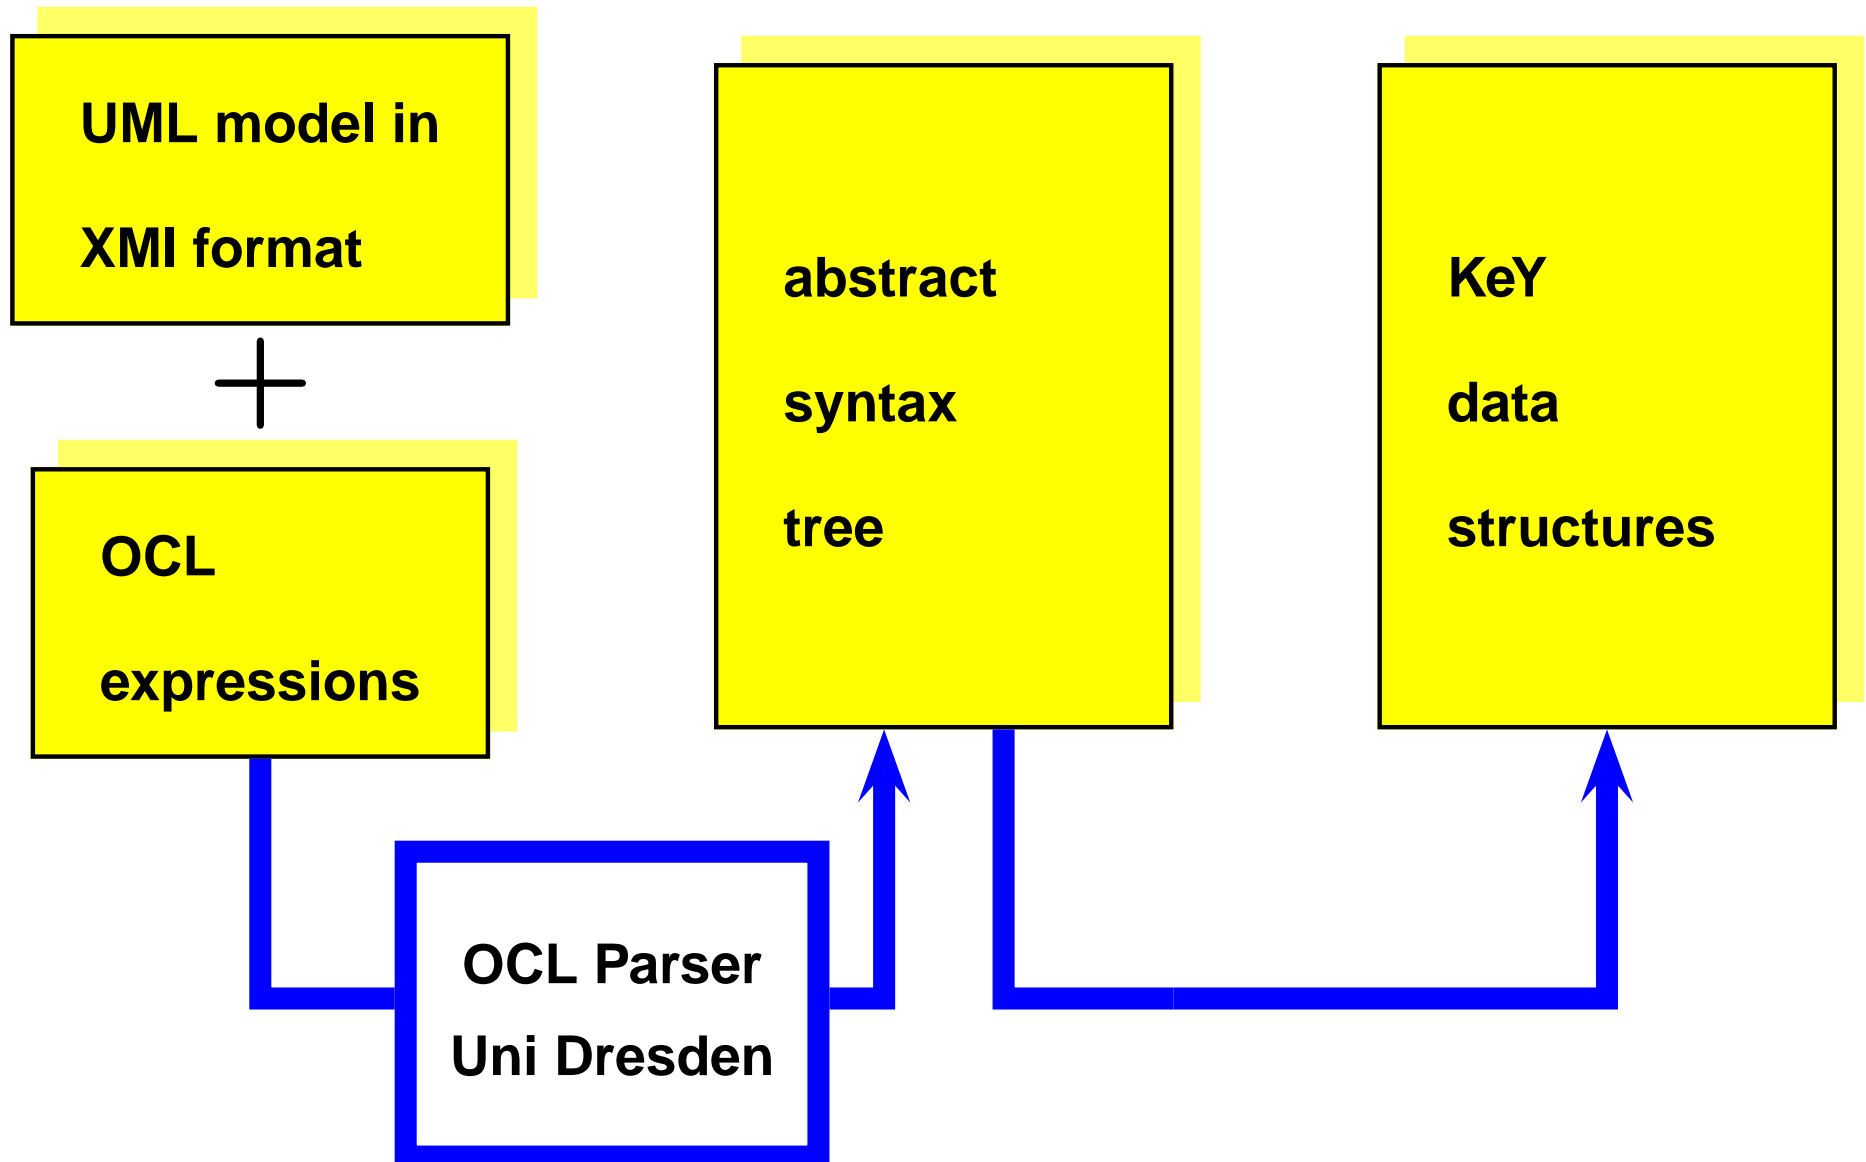 UML model in
XMI format
+
OCL
expressions
abstract
syntax
tree
KeY
data
structures
OCL Parser
Uni Dresden